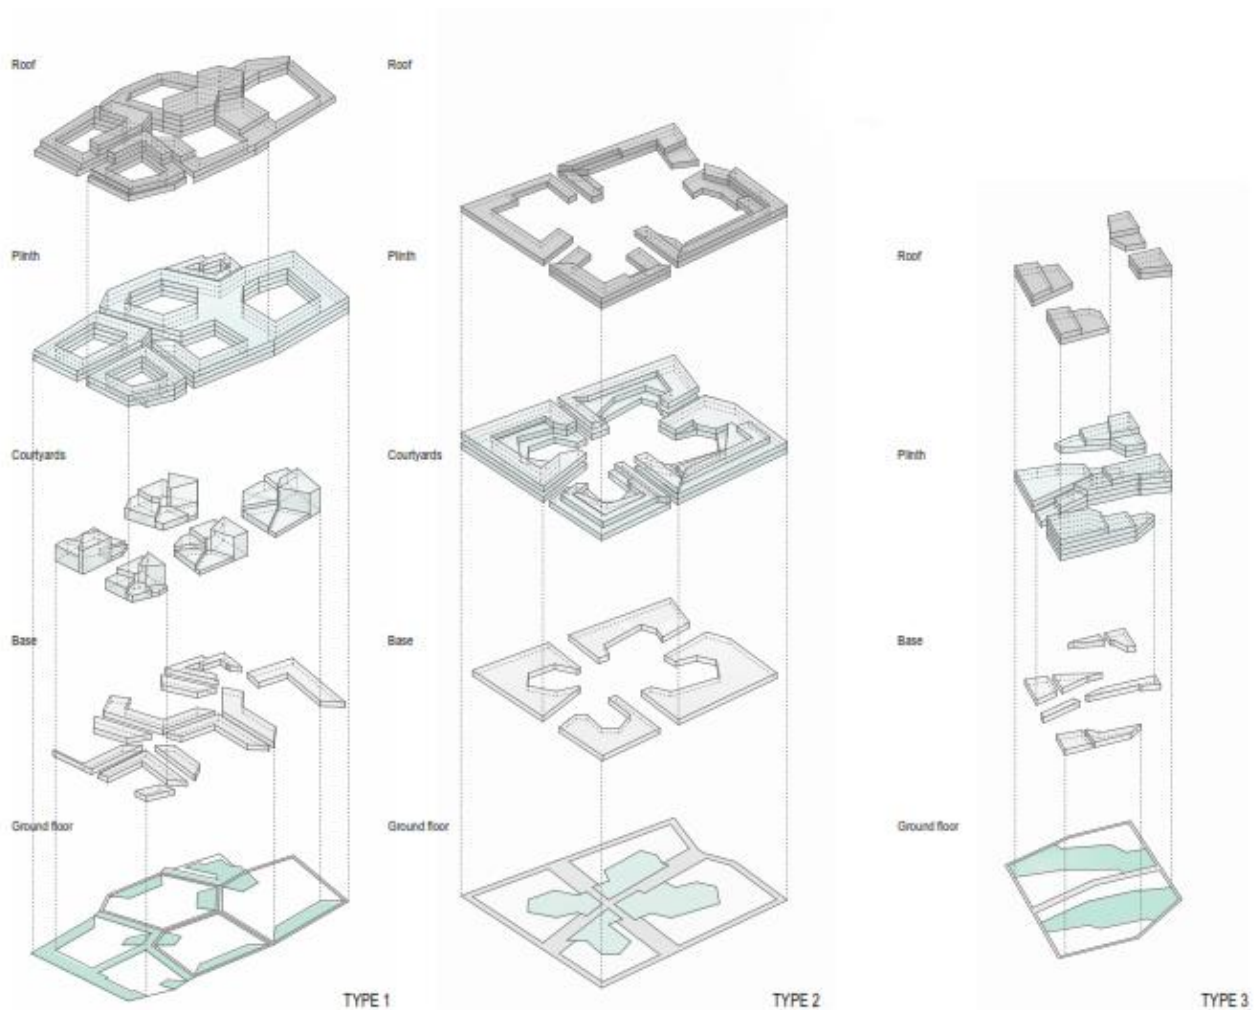 Roof
Plinth
Courtyards
Base
Ground floor
TYPE 1
Roof
Plinth
Courtyards
Base
Ground floor
TYPE 2
Roof
Plinth
Base
Ground floor
TYPE 3